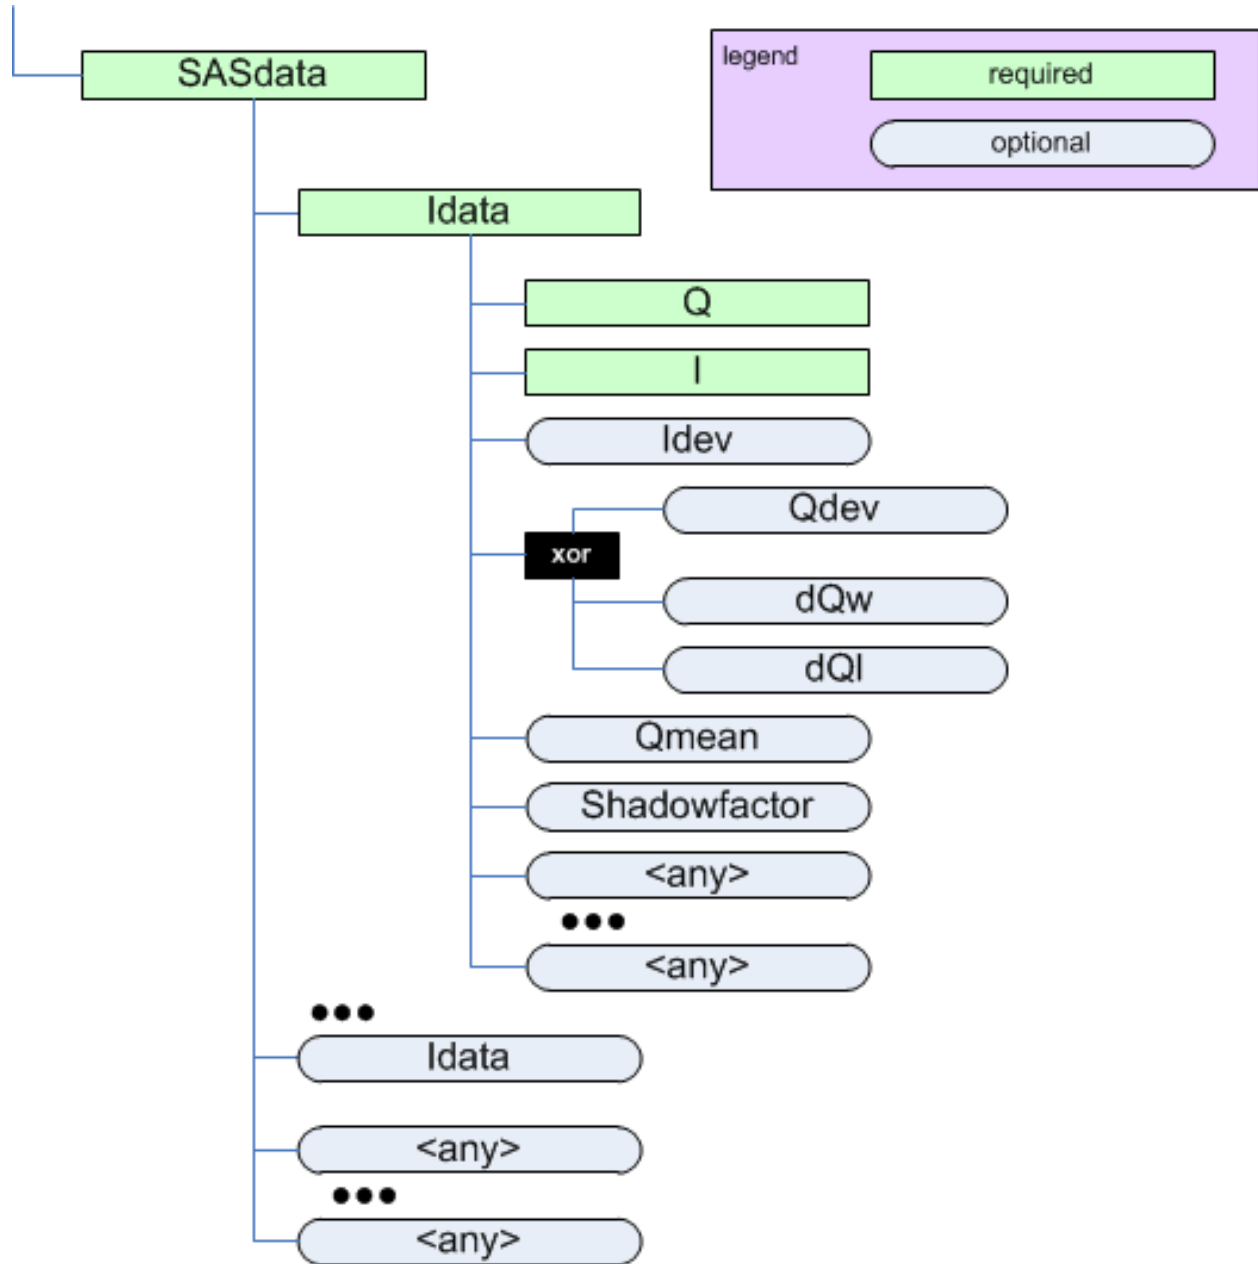 SASdata
legend
required
optional
Idata
Q
I
Idev
Qdev
xor
dQw
dQl
Qmean
Shadowfactor
<any>
<any>
Idata
<any>
<any>